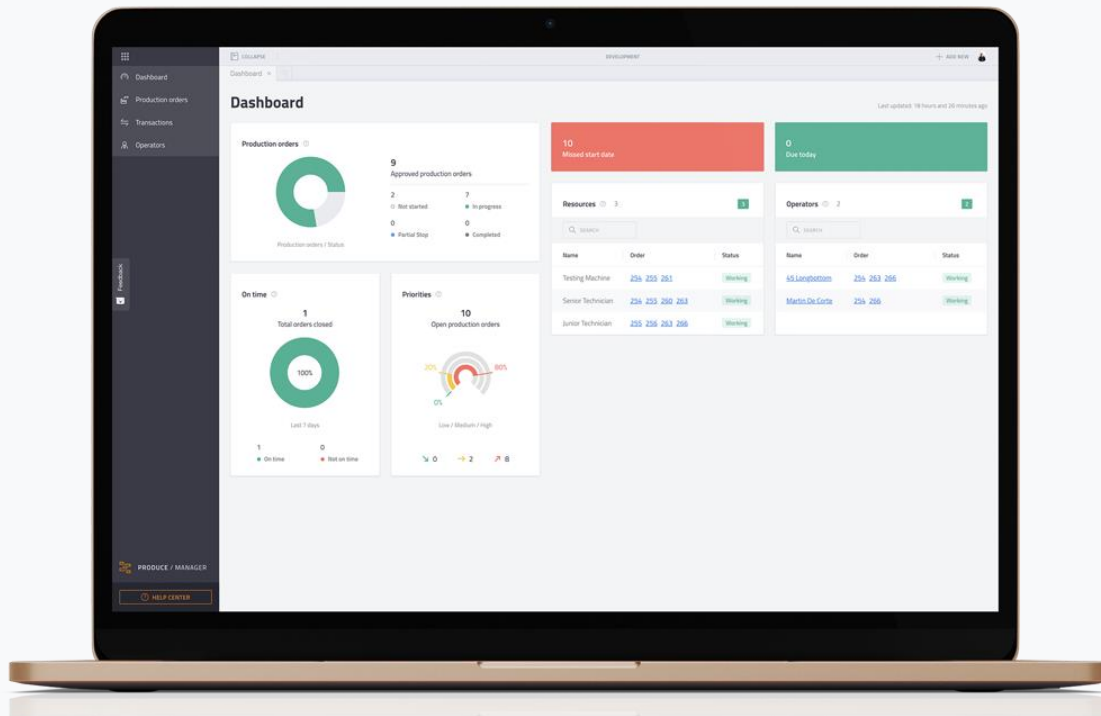 COLLAPSE
DEVELOPMENT
+ ADD NEW
Dashboard ×
Dashboard
Production orders
Transactions
Operators
Feedback
PRODUCE / MANAGER
HELP CENTER
Dashboard
Last updated: 18 hours and 20 minutes ago
Production orders
9
Approved production orders
2
Not started
7
In progress
0
Partial Stop
0
Completed
Production orders / Status
10
Missed start date
0
Due today
Resources 3
3
SEARCH
Name Order Status
Testing Machine 254 255 261 Working
Senior Technician 254 255 260 263 Working
Junior Technician 255 256 263 266 Working
Operators 2
2
SEARCH
Name Order Status
45 Longbottom 254 263 266 Working
Martin De Corte 254 266 Working
On time
1
Total orders closed
100%
Last 7 days
1
On time
0
Not on time
Priorities
10
Open production orders
20%
80%
0%
Low / Medium / High
0
2
8